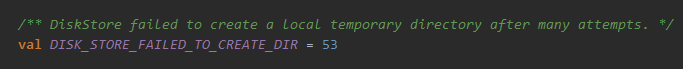 /** DiskStore failed to create a local temporary directory after many attempts. */
val DISK_STORE_FAILED_TO_CREATE_DIR = 53